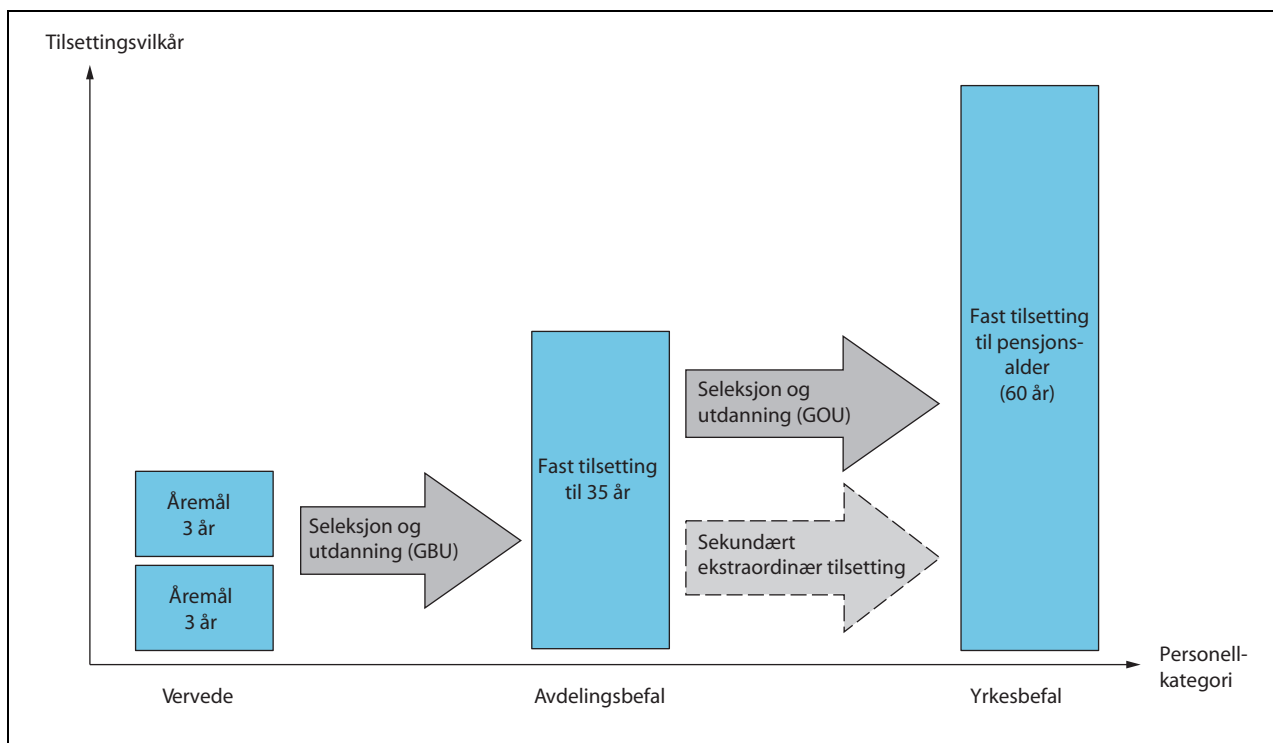 Tilsettingsvilkår
Åremål
3 år
Åremål
3 år
Seleksjon og
utdanning (GBU)
Fast tilsetting
til 35 år
Seleksjon og
utdanning (GOU)
Sekundært
ekstraordinær tilsetting
Fast tilsetting
til pensjons-
alder
(60 år)
Vervede
Avdelingsbefal
Yrkesbefal
Personell-
kategori